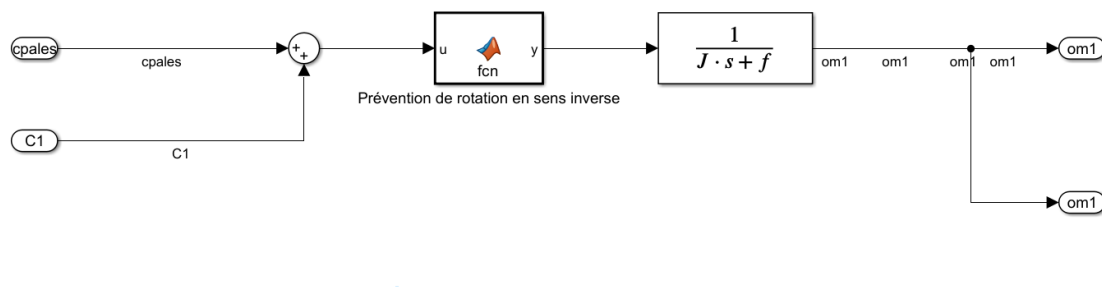 cpales
cpales
+
+
u
fcn
y
Prévention de rotation en sens inverse
1
J · s + f
om1
om1
om1
om1
om1
C1
C1
om1